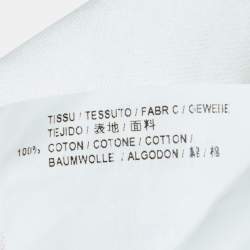 TISSU / TESSUTO / FABRIC / GEWEBE
TEJIDO / 表地 / 面料
100% COTON / COTONE / COTTON /
BAUMWOLLE / ALGODON / 綿 / 棉